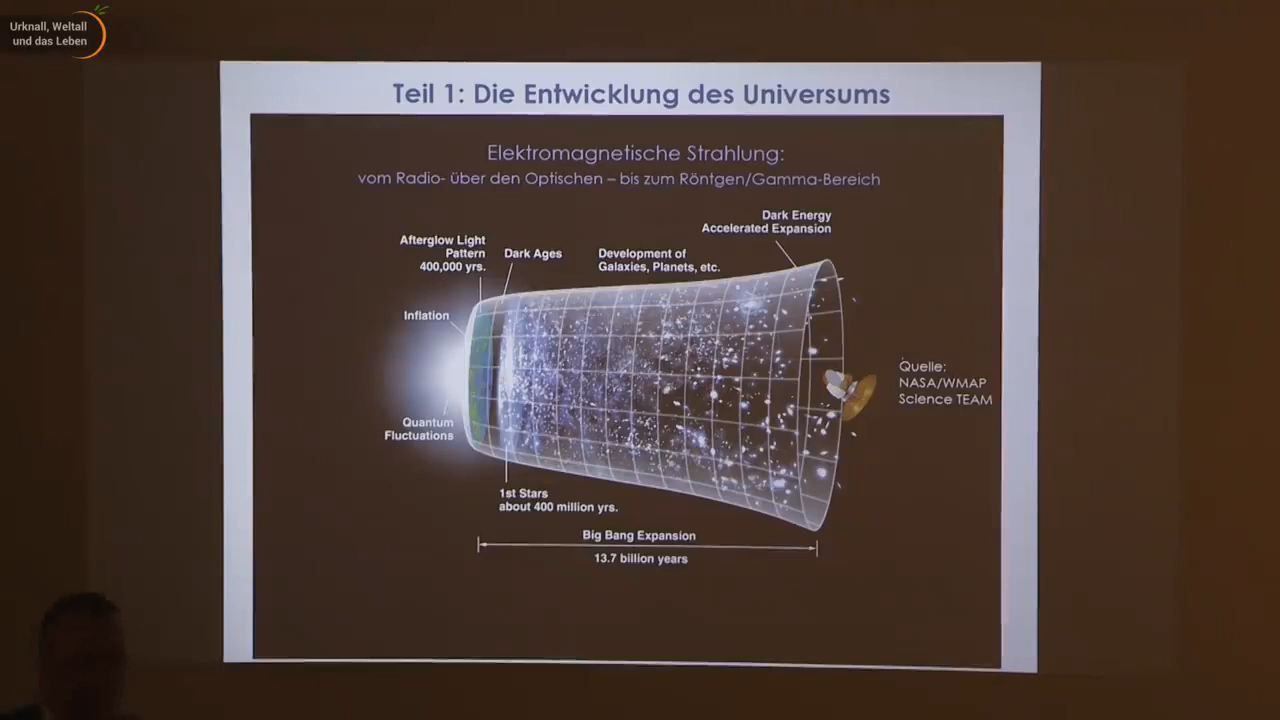 Urknall, Weltall
und das Leben
Teil 1: Die Entwicklung des Universums
Elektromagnetische Strahlung:
vom Radio- über den Optischen – bis zum Röntgen/Gamma-Bereich
Dark Energy
Accelerated Expansion
Afterglow Light
Pattern
400,000 yrs.
Dark Ages
Development of
Galaxies, Planets, etc.
Inflation
Quantum
Fluctuations
1st Stars
about 400 million yrs.
Big Bang Expansion
13.7 billion years
Quelle:
NASA/WMAP
Science TEAM